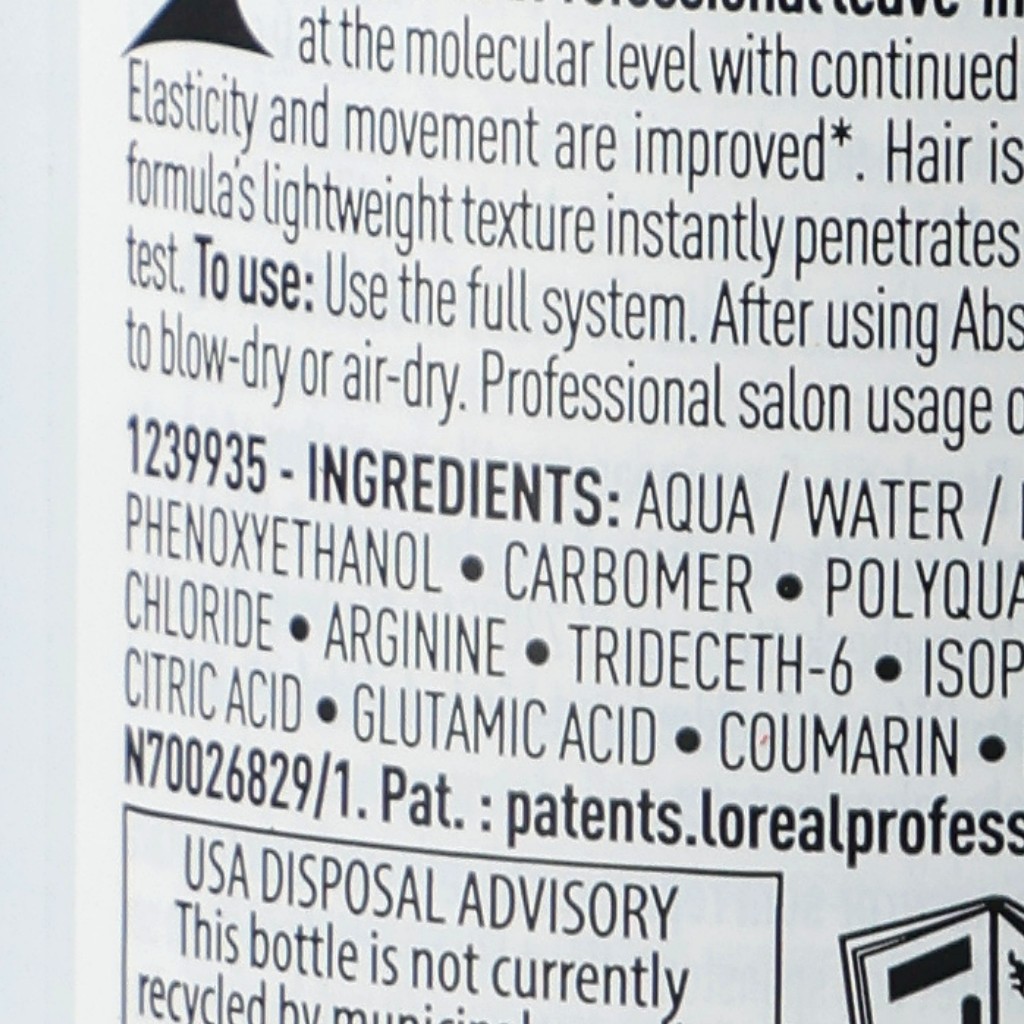 at the molecular level with continued
Elasticity and movement are improved*. Hair is
formula's lightweight texture instantly penetrates
test. To use: Use the full system. After using Abs
to blow-dry or air-dry. Professional salon usage
1239935 - INGREDIENTS: AQUA / WATER /
PHENOXYETHANOL • CARBOMER • POLYQUA
CHLORIDE • ARGININE • TRIDECETH-6 • ISOP
CITRIC ACID • GLUTAMIC ACID • COUMARIN •
N70026829/1. Pat. : patents.lorealprofess
USA DISPOSAL ADVISORY
This bottle is not currently
recycled by